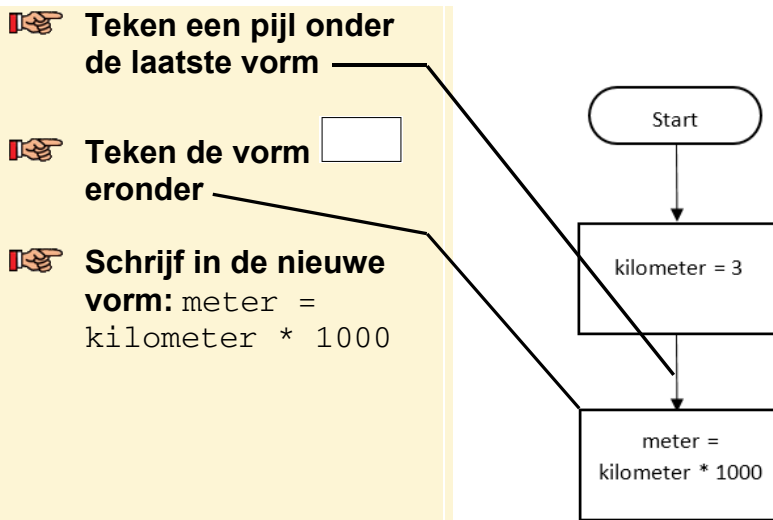 Teken een pijl onder
de laatste vorm
Teken de vorm
eronder
Schrijf in de nieuwe
vorm: meter =
kilometer * 1000
Start
kilometer = 3
meter =
kilometer * 1000